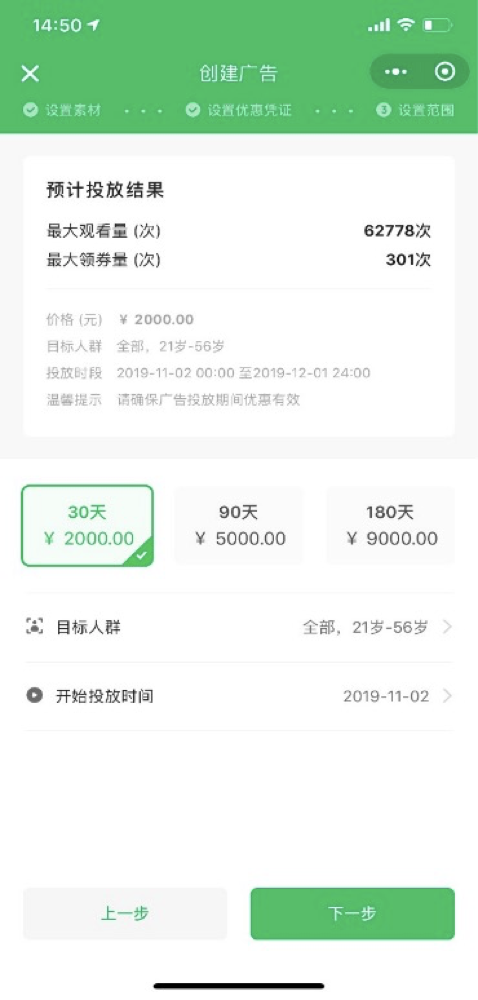 14:50
创建广告
设置素材 · · · 设置优惠凭证 · · · 3 设置范围
预计投放结果
最大观看量 (次) 62778次
最大领券量 (次) 301次
价格 (元) ¥ 2000.00
目标人群 全部，21岁-56岁
投放时段 2019-11-02 00:00 至2019-12-01 24:00
温馨提示 请确保广告投放期间优惠有效
30天 90天 180天
¥ 2000.00 ¥ 5000.00 ¥ 9000.00
目标人群 全部，21岁-56岁
开始投放时间 2019-11-02
上一步 下一步